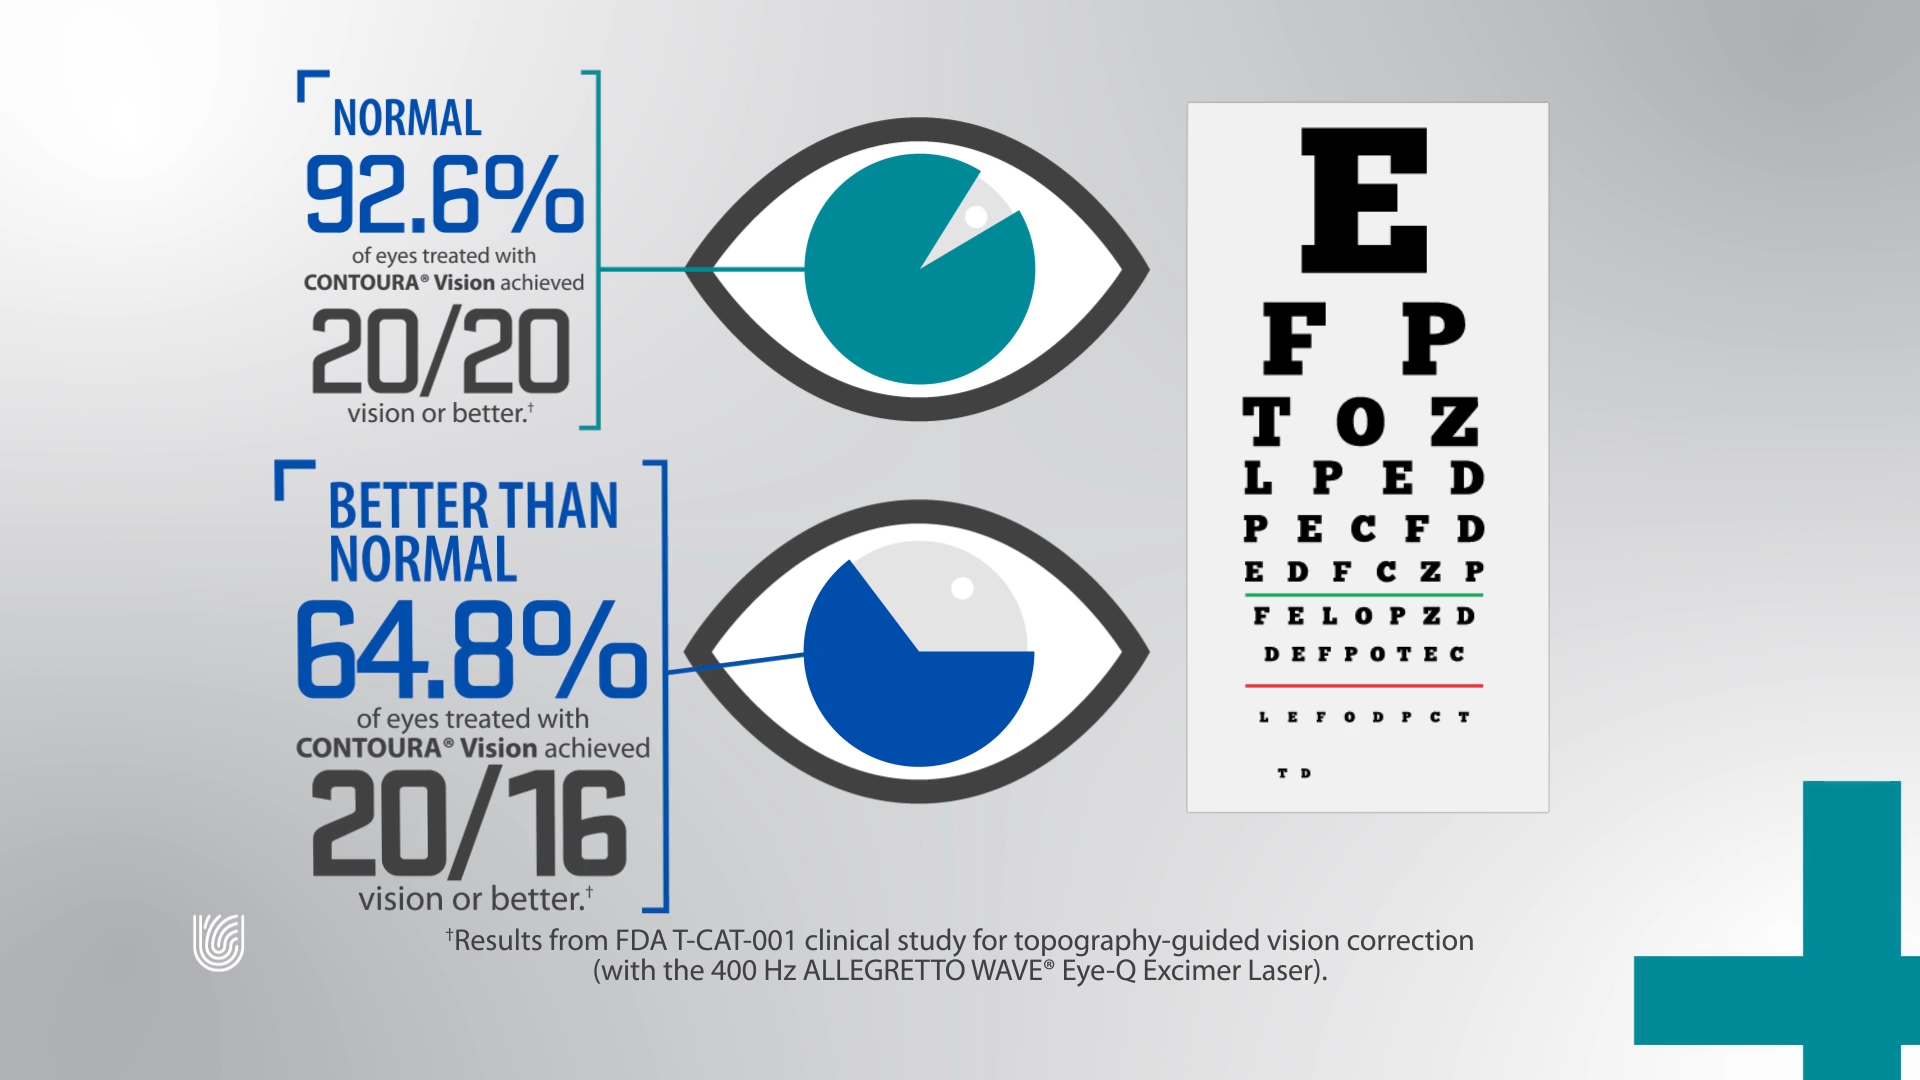 NORMAL
92.6%
of eyes treated with
CONTOURA® Vision achieved
20/20
vision or better.†
BETTER THAN
NORMAL
64.8%
of eyes treated with
CONTOURA® Vision achieved
20/16
vision or better.†
E
F P
T O Z
L P E D
P E C F D
E D F C Z P
F E L O P Z D
D E F P O T E C
L E F O D P C T
T D
†Results from FDA T-CAT-001 clinical study for topography-guided vision correction
(with the 400 Hz ALLEGRETTO WAVE® Eye-Q Excimer Laser).